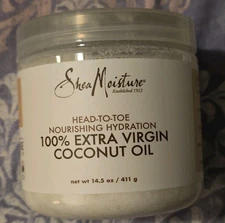 SheaMoisture®
Established 1912
HEAD-TO-TOE
NOURISHING HYDRATION
100% EXTRA VIRGIN
COCONUT OIL
net wt 14.5 oz / 411 g